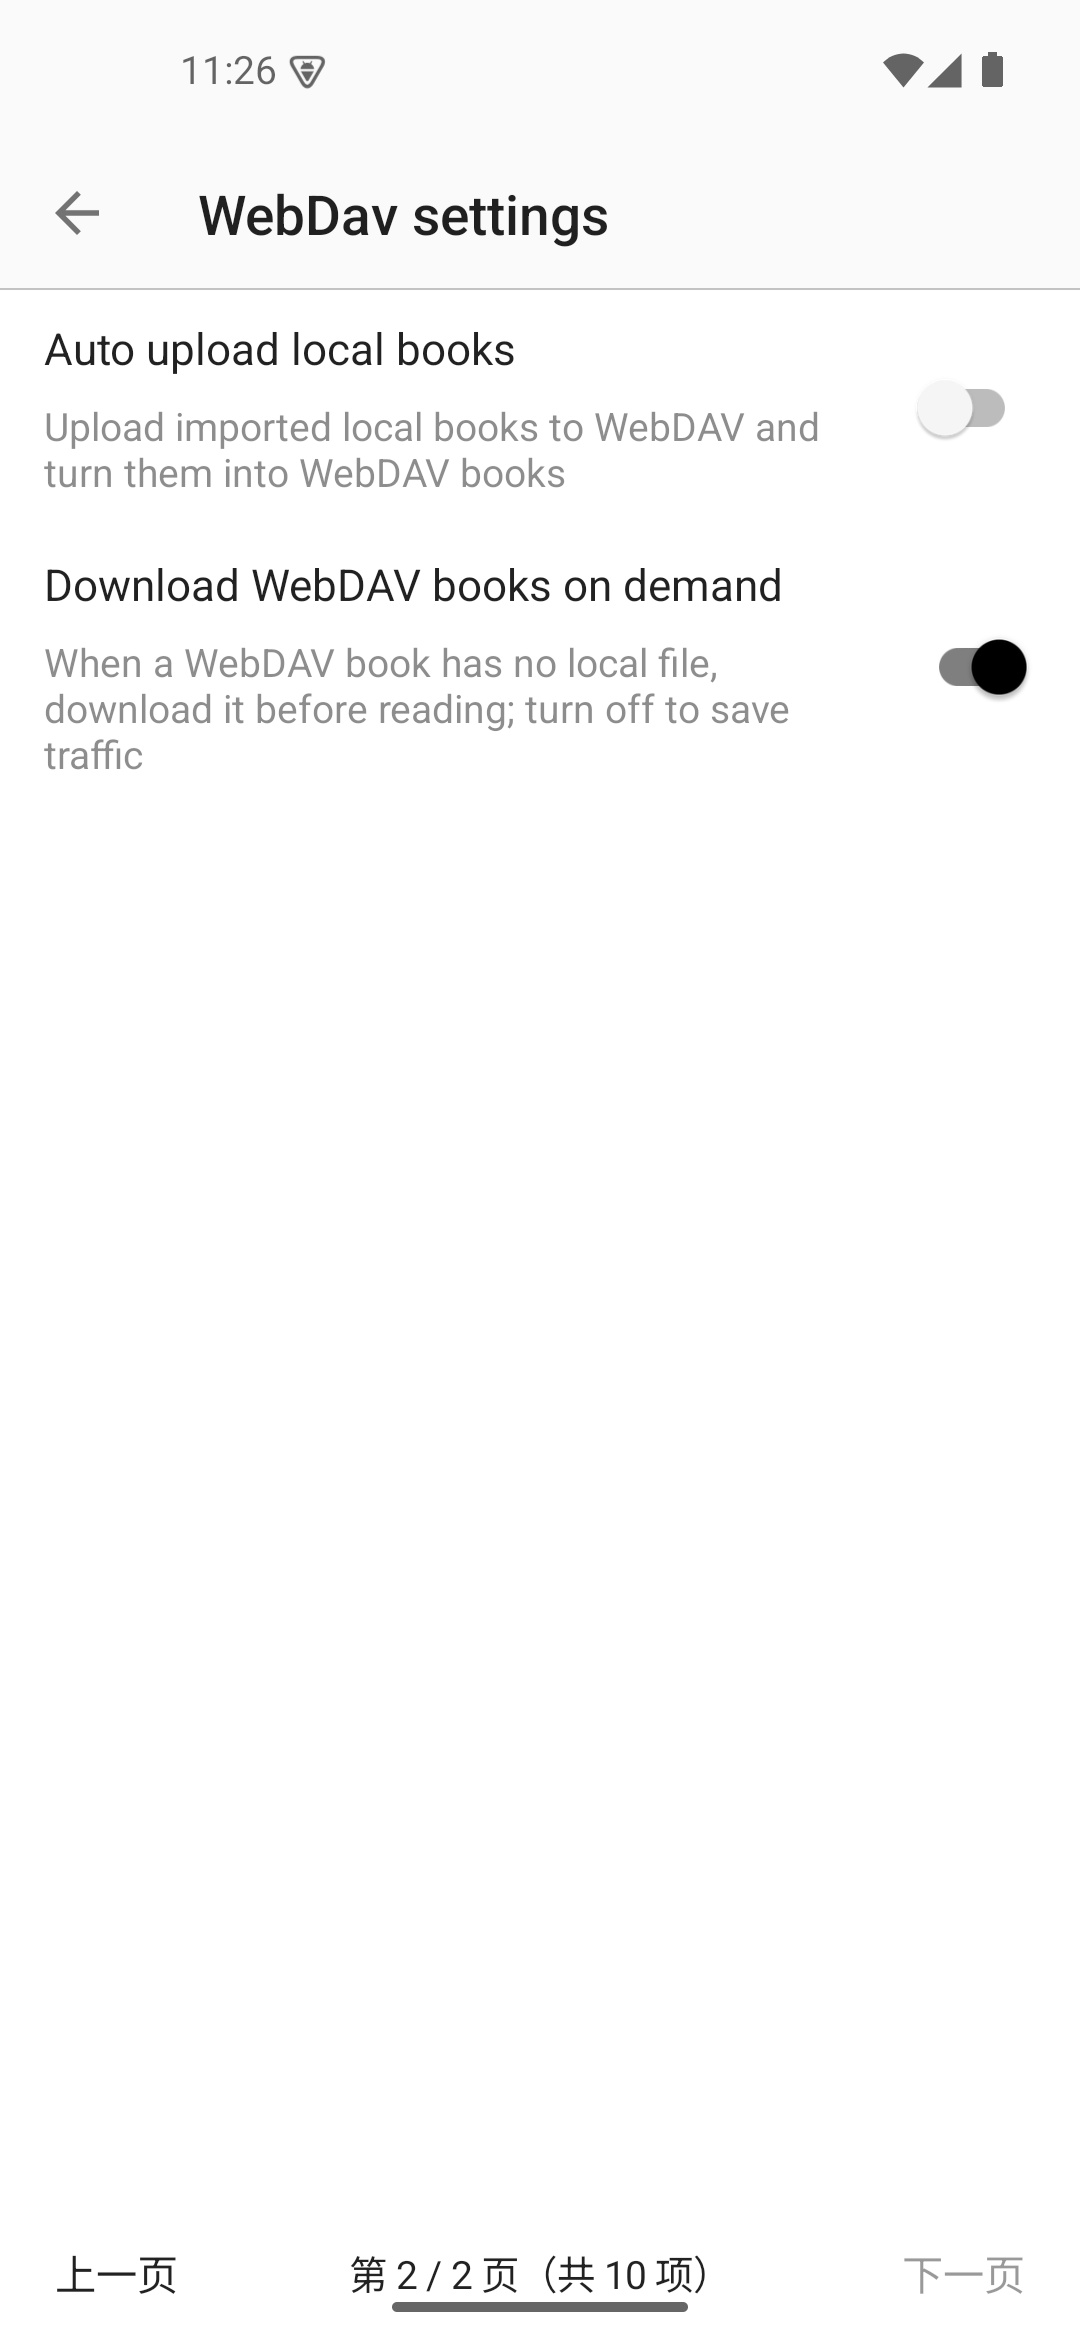 11:26
WebDav settings
Auto upload local books
Upload imported local books to WebDAV and
turn them into WebDAV books
Download WebDAV books on demand
When a WebDAV book has no local file,
download it before reading; turn off to save
traffic
上一页
第 2 / 2 页（共 10 项）
下一页